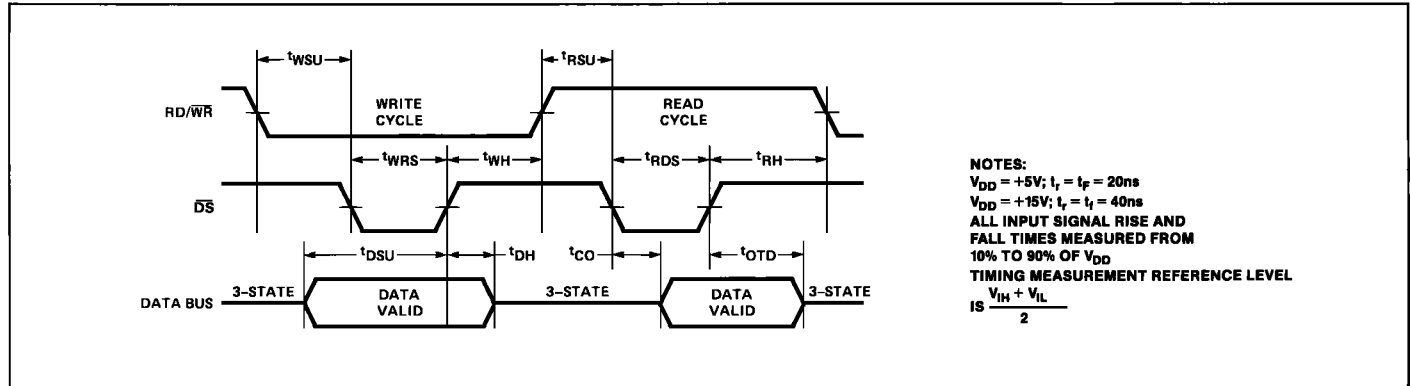 tWSU
tRSU
RD/WR
WRITE
CYCLE
READ
CYCLE
tWRS
tWH
tRDS
tRH
DS
tDSU
tDH
tCO
tOTD
DATA BUS
3-STATE
DATA
VALID
3-STATE
DATA
VALID
3-STATE
NOTES:
VDD = +5V; tr = tF = 20ns
VDD = +15V; tr = tf = 40ns
ALL INPUT SIGNAL RISE AND
FALL TIMES MEASURED FROM
10% TO 90% OF VDD
TIMING MEASUREMENT REFERENCE LEVEL
IS VIH + VIL
2